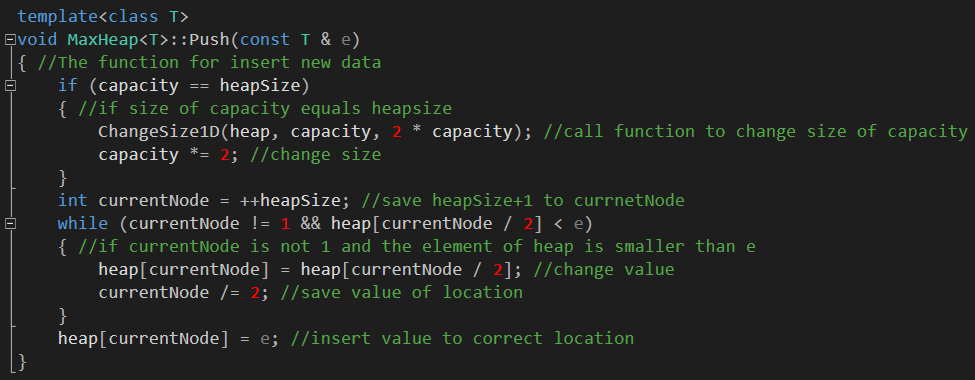 template<class T>
void MaxHeap<T>::Push(const T & e)
{ //The function for insert new data
if (capacity == heapSize)
{ //if size of capacity equals heapsize
ChangeSize1D(heap, capacity, 2 * capacity); //call function to change size of capacity
capacity *= 2; //change size
}
int currentNode = ++heapSize; //save heapSize+1 to currnetNode
while (currentNode != 1 && heap[currentNode / 2] < e)
{ //if currentNode is not 1 and the element of heap is smaller than e
heap[currentNode] = heap[currentNode / 2]; //change value
currentNode /= 2; //save value of location
}
heap[currentNode] = e; //insert value to correct location
}